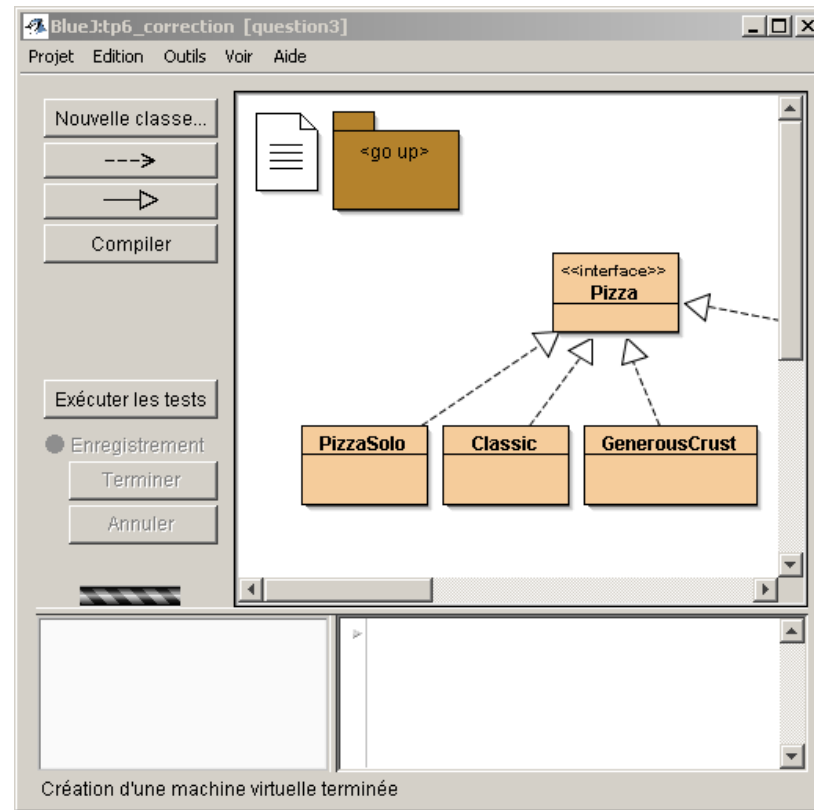 BlueJ:tp6_correction [question3]
Projet Edition Outils Voir Aide
Nouvelle classe...
<go up>
Compiler
<<interface>>
Pizza
Exécuter les tests
PizzaSolo Classic GenerousCrust
Enregistrement
Terminer
Annuler
Création d'une machine virtuelle terminée